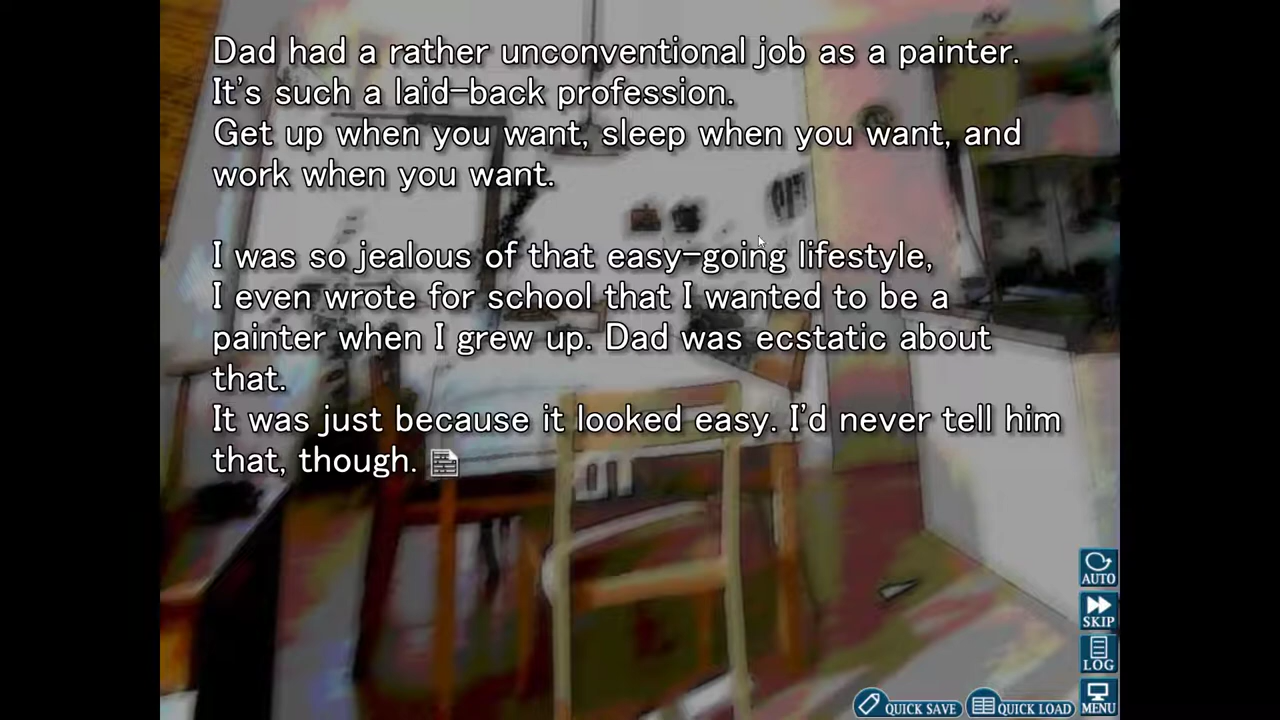 Dad had a rather unconventional job as a painter.
It's such a laid-back profession.
Get up when you want, sleep when you want, and
work when you want.
I was so jealous of that easy-going lifestyle,
I even wrote for school that I wanted to be a
painter when I grew up. Dad was ecstatic about
that.
It was just because it looked easy. I'd never tell him
that, though.
AUTO
SKIP
LOG
MENU
QUICK SAVE
QUICK LOAD